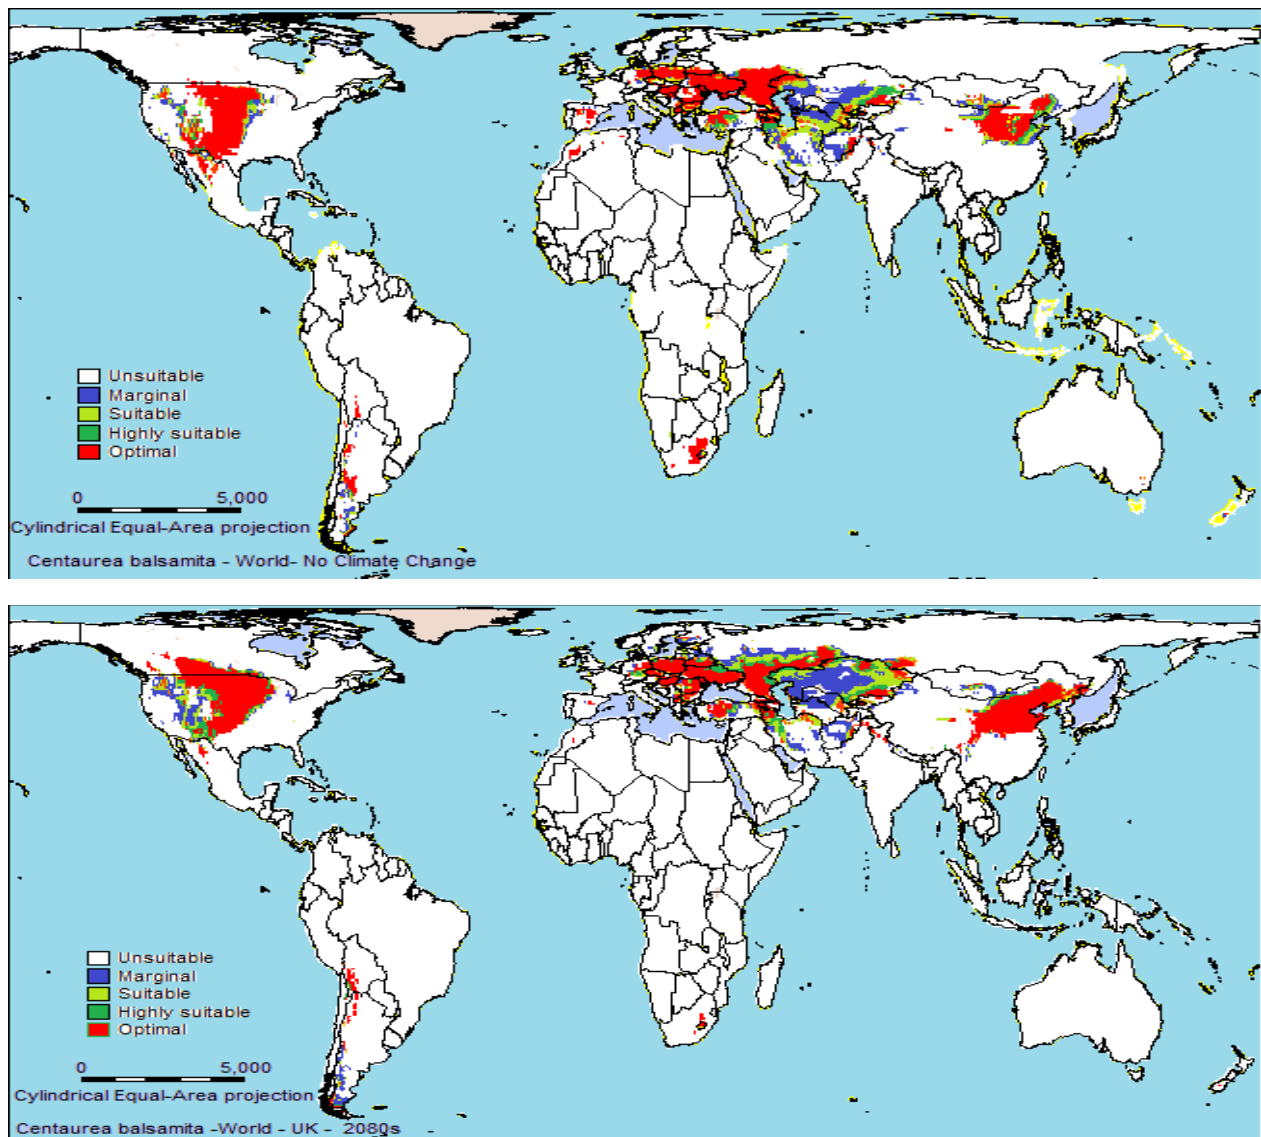 Unsuitable
Marginal
Suitable
Highly suitable
Optimal
0 5,000
Cylindrical Equal-Area projection
Centaurea balsamita - World- No Climate Change
Unsuitable
Marginal
Suitable
Highly suitable
Optimal
0 5,000
Cylindrical Equal-Area projection
Centaurea balsamita -World - UK - 2080s